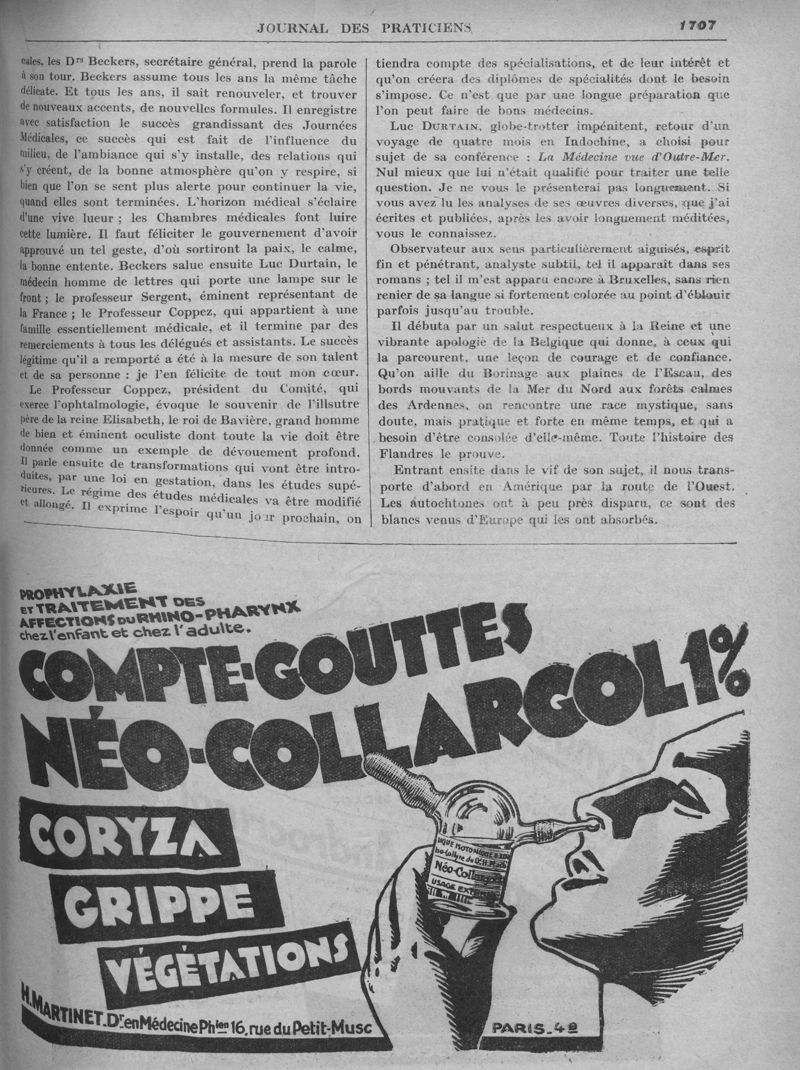 JOURNAL DES PRATICIENS
1707
cales, les Drs Beckers, secrétaire général, prend la parole
à son tour. Beckers assume tous les ans la même tâche
délicate. Et tous les ans, il sait renouveler, et trouver
de nouveaux accents, de nouvelles formules. Il enregistre
avec satisfaction le succès grandissant des Journées
Médicales, ce succès qui est fait de l'influence du
milieu, de l'ambiance qui s'y installe, des relations qui
s'y créent, de la bonne atmosphère qu'on y respire, si
bien que l'on se sent plus alerte pour continuer la vie,
quand elles sont terminées. L'horizon médical s'éclaire
d'une vive lueur ; les Chambres médicales font luire
cette lumière. Il faut féliciter le gouvernement d'avoir
approuvé un tel geste, d'où sortiront la paix, le calme,
la bonne entente. Beckers salue ensuite Luc Durtain, le
médecin homme de lettres qui porte une lampe sur le
front ; le professeur Sergent, éminent représentant de
la France ; le Professeur Coppez, qui appartient à une
famille essentiellement médicale, et il termine par des
remerciements à tous les délégués et assistants. Le succès
légitime qu'il a remporté a été à la mesure de son talent
et de sa personne : je l'en félicite de tout mon cœur.
Le Professeur Coppez, président du Comité, qui
exerce l'ophtalmologie, évoque le souvenir de l'illsutre
père de la reine Elisabeth, le roi de Bavière, grand homme
de bien et éminent oculiste dont toute la vie doit être
donnée comme un exemple de dévouement profond.
Il parle ensuite de transformations qui vont être intro-
duites, par une loi en gestation, dans les études supé-
rieures. Le régime des études médicales va être modifié
et allongé. Il exprime l'espoir qu'un jour prochain, on
tiendra compte des spécialisations, et de leur intérêt et
qu'on créera des diplômes de spécialités dont le besoin
s'impose. Ce n'est que par une longue préparation que
l'on peut faire de bons médecins.
Luc DURTAIN, globe-trotter impénitent, retour d'un
voyage de quatre mois en Indochine, a choisi pour
sujet de sa conférence : La Médecine vue d'Outre-Mer.
Nul mieux que lui n'était qualifié pour traiter une telle
question. Je ne vous le présenterai pas longuement. Si
vous avez lu les analyses de ses œuvres diverses, que j'ai
écrites et publiées, après les avoir longuement méditées,
vous le connaissez.
Observateur aux sens particulièrement aiguisés, esprit
fin et pénétrant, analyste subtil, tel il apparaît dans ses
romans ; tel il m'est apparu encore à Bruxelles, sans rien
renier de sa langue si fortement colorée au point d'éblouir
parfois jusqu'au trouble.
Il débuta par un salut respectueux à la Reine et une
vibrante apologie de la Belgique qui donne, à ceux qui
la parcourent, une leçon de courage et de confiance.
Qu'on aille du Borinage aux plaines de l'Escau, des
bords mouvants de la Mer du Nord aux forêts calmes
des Ardennes, on rencontre une race mystique, sans
doute, mais pratique et forte en même temps, et qui a
besoin d'être consolée d'elle-même. Toute l'histoire des
Flandres le prouve.
Entrant ensite dans le vif de son sujet, il nous trans-
porte d'abord en Amérique par la route de l'Ouest.
Les autochtones ont à peu près disparu, ce sont des
blancs venus d'Europe qui les ont absorbés.
PROPHYLAXIE
ET TRAITEMENT DES
AFFECTIONS DU RHINO-PHARYNX
chez l'enfant et chez l'adulte.
COMPTE-GOUTTES
NÉO-COLLARGOL 1%
CORYZA
GRIPPE
VÉGÉTATIONS
Néo-Collargol
USAGE EXTERNE
H. MARTINET. Dr en Médecine Phien 16, rue du Petit-Musc
PARIS_4e